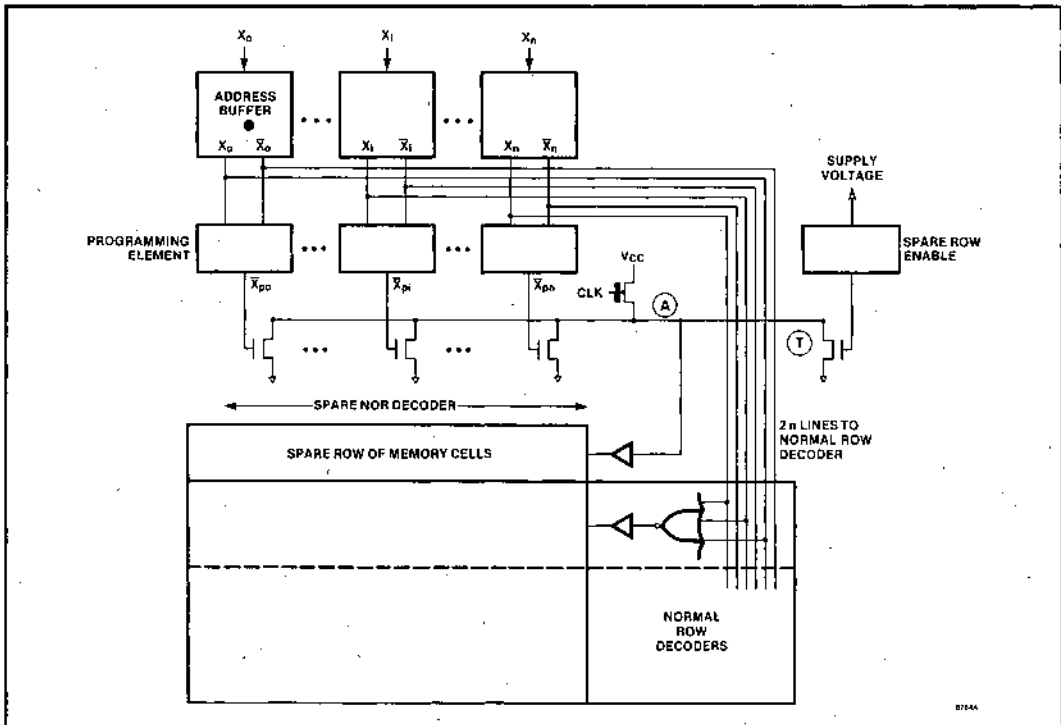 X₀ Xᵢ Xₙ
ADDRESS
BUFFER
X₀ X̅₀ Xᵢ X̅ᵢ Xₙ X̅ₙ
SUPPLY
VOLTAGE
PROGRAMMING
ELEMENT
SPARE ROW
ENABLE
X̅ₚ₀ X̅ₚᵢ X̅ₚₙ
VCC
CLK
A
T
SPARE NOR DECODER
2n LINES TO
NORMAL ROW
DECODER
SPARE ROW OF MEMORY CELLS
NORMAL
ROW
DECODERS